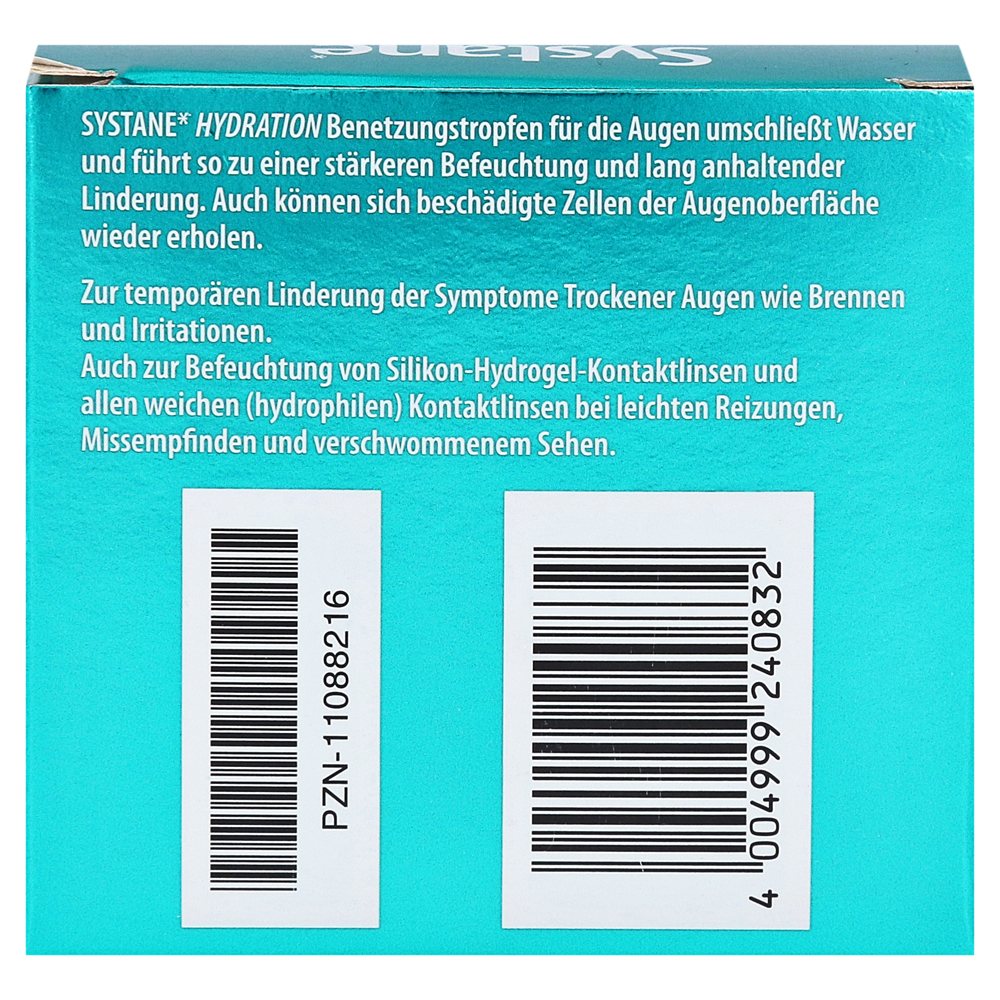 Systane*
SYSTANE* HYDRATION Benetzungstropfen für die Augen umschließt Wasser
und führt so zu einer stärkeren Befeuchtung und lang anhaltender
Linderung. Auch können sich beschädigte Zellen der Augenoberfläche
wieder erholen.
Zur temporären Linderung der Symptome Trockener Augen wie Brennen
und Irritationen.
Auch zur Befeuchtung von Silikon-Hydrogel-Kontaktlinsen und
allen weichen (hydrophilen) Kontaktlinsen bei leichten Reizungen,
Missempfinden und verschwommenem Sehen.
PZN-11088216
4 004999 240832